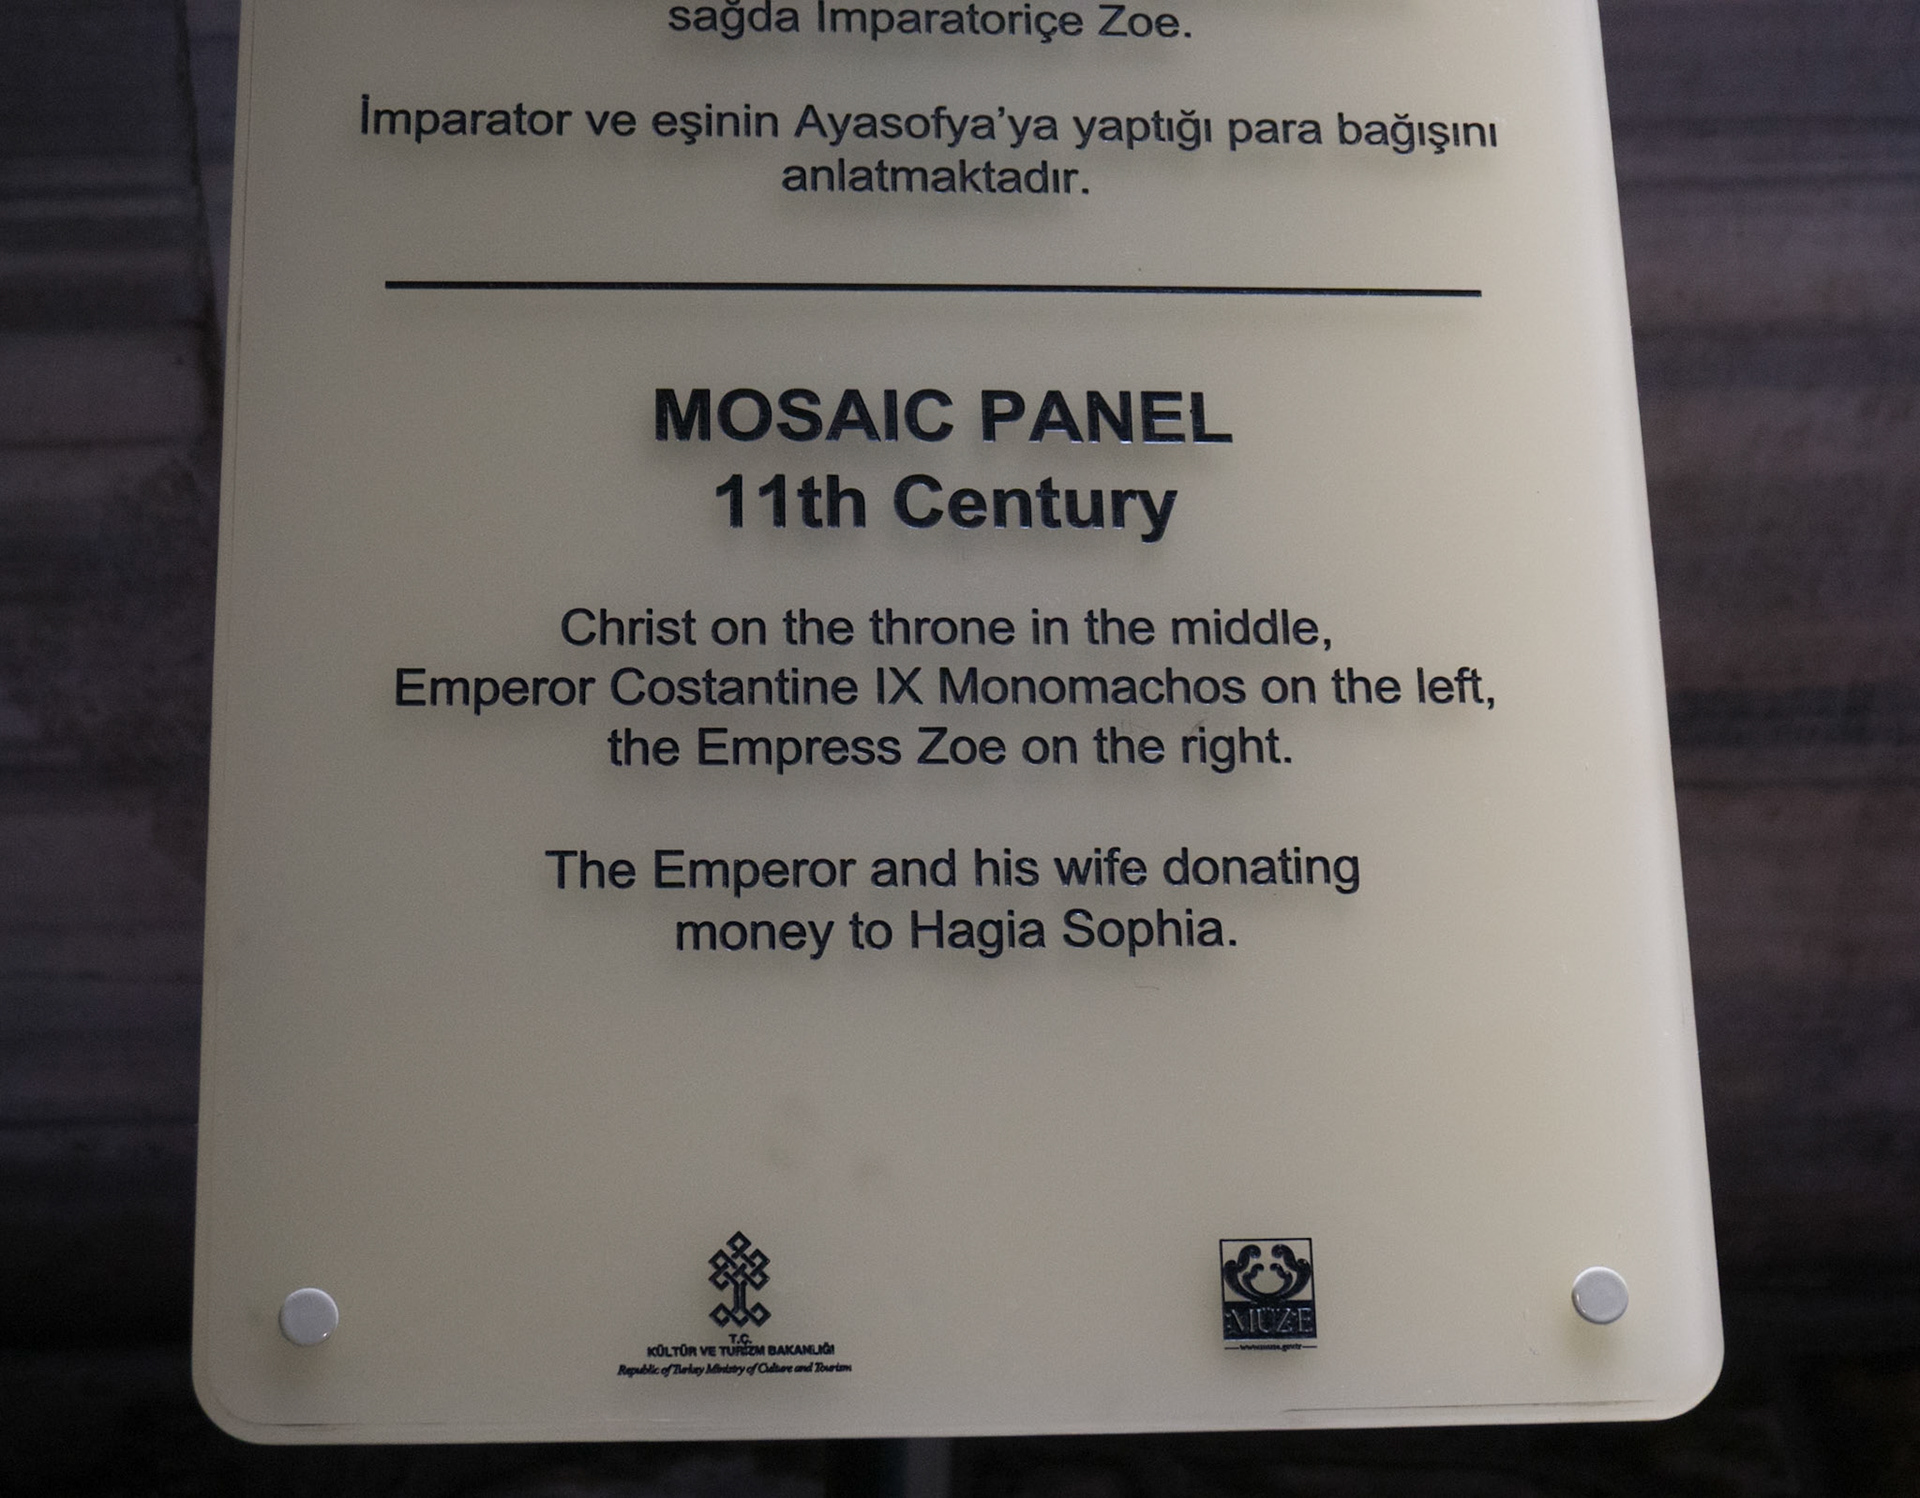 sağda İmparatoriçe Zoe.
İmparator ve eşinin Ayasofya'ya yaptığı para bağışını
anlatmaktadır.
MOSAIC PANEL
11th Century
Christ on the throne in the middle,
Emperor Costantine IX Monomachos on the left,
the Empress Zoe on the right.
The Emperor and his wife donating
money to Hagia Sophia.
T.Ç.
KÜLTÜR VE TURİZM BAKANLIĞI
Republic of Turkey Ministry of Culture and Tourism
MÜZE